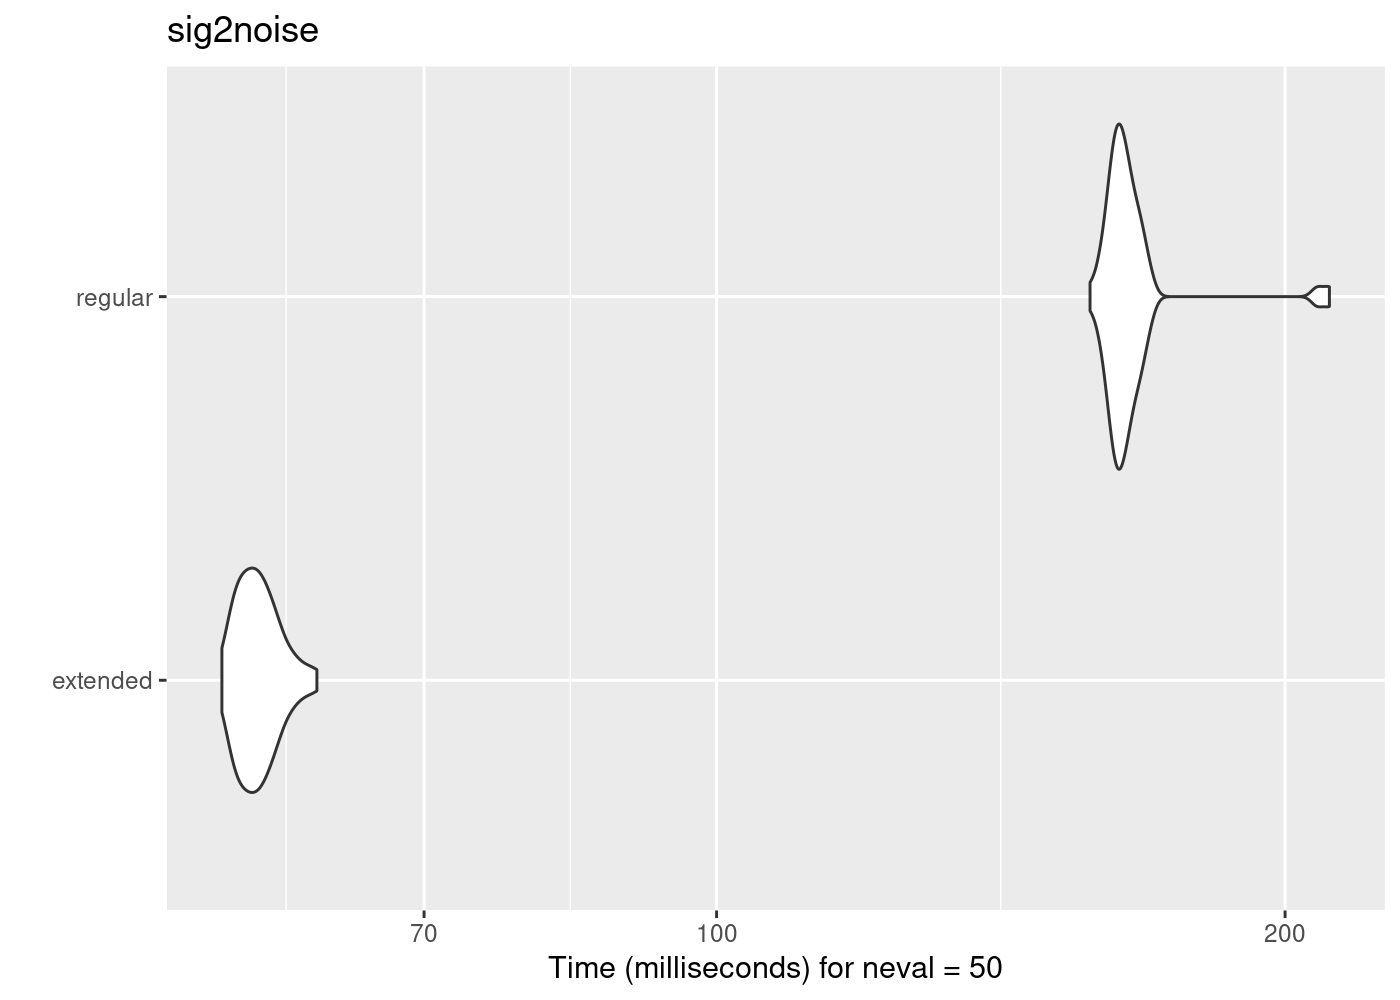 sig2noise
regular
extended
70
100
200
Time (milliseconds) for neval = 50